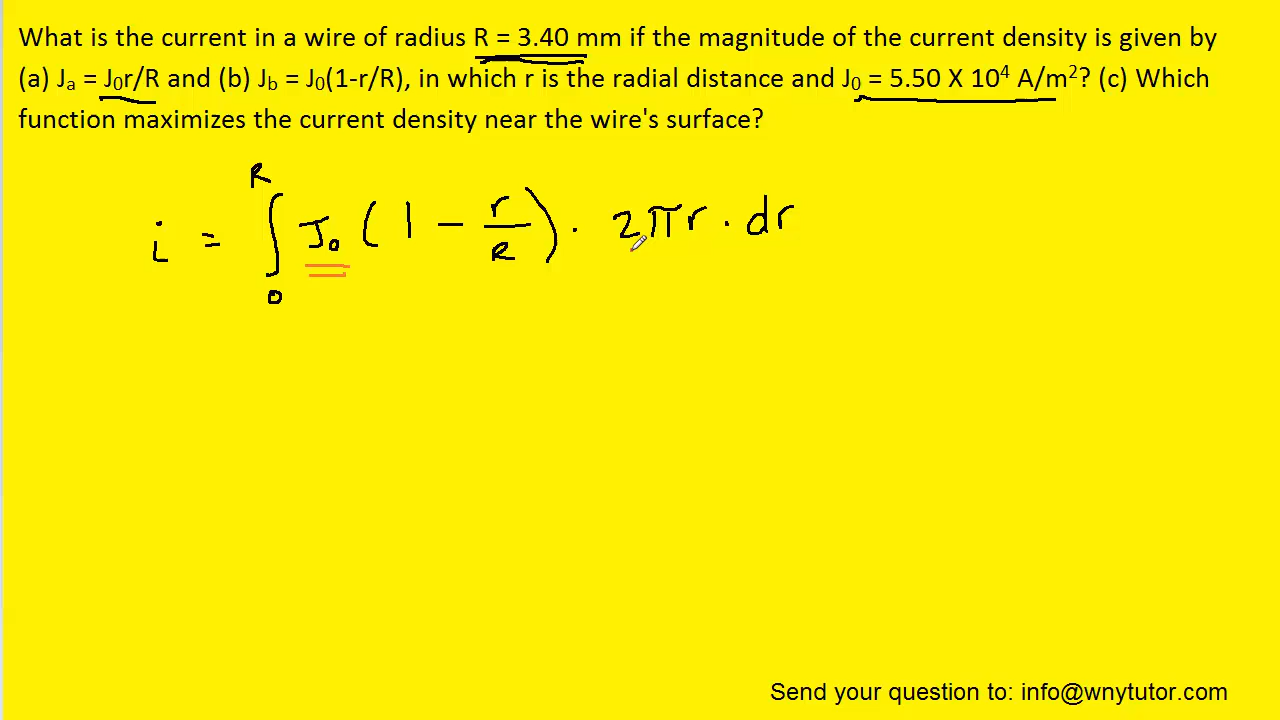 What is the current in a wire of radius R = 3.40 mm if the magnitude of the current density is given by
(a) Jₐ = J₀r/R and (b) J_b = J₀(1-r/R), in which r is the radial distance and J₀ = 5.50 X 10⁴ A/m²? (c) Which
function maximizes the current density near the wire's surface?
i = ∫₀ᴿ J₀ (1 − r/R) · 2πr · dr
Send your question to: info@wnytutor.com